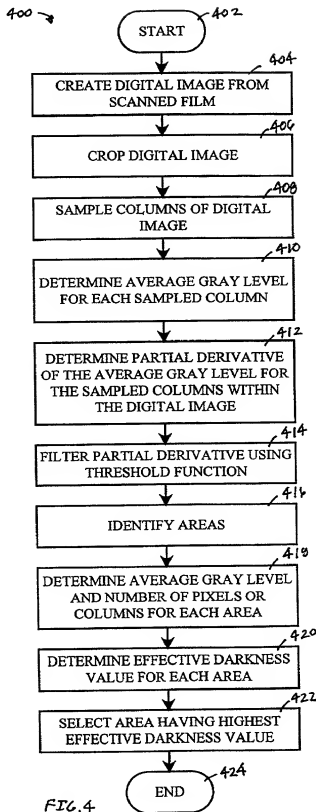 400
402
START
404
CREATE DIGITAL IMAGE FROM
SCANNED FILM
406
CROP DIGITAL IMAGE
408
SAMPLE COLUMNS OF DIGITAL
IMAGE
410
DETERMINE AVERAGE GRAY LEVEL
FOR EACH SAMPLED COLUMN
412
DETERMINE PARTIAL DERIVATIVE
OF THE AVERAGE GRAY LEVEL FOR
THE SAMPLED COLUMNS WITHIN
THE DIGITAL IMAGE
414
FILTER PARTIAL DERIVATIVE USING
THRESHOLD FUNCTION
416
IDENTIFY AREAS
418
DETERMINE AVERAGE GRAY LEVEL
AND NUMBER OF PIXELS OR
COLUMNS FOR EACH AREA
420
DETERMINE EFFECTIVE DARKNESS
VALUE FOR EACH AREA
422
SELECT AREA HAVING HIGHEST
EFFECTIVE DARKNESS VALUE
424
END
FIG. 4